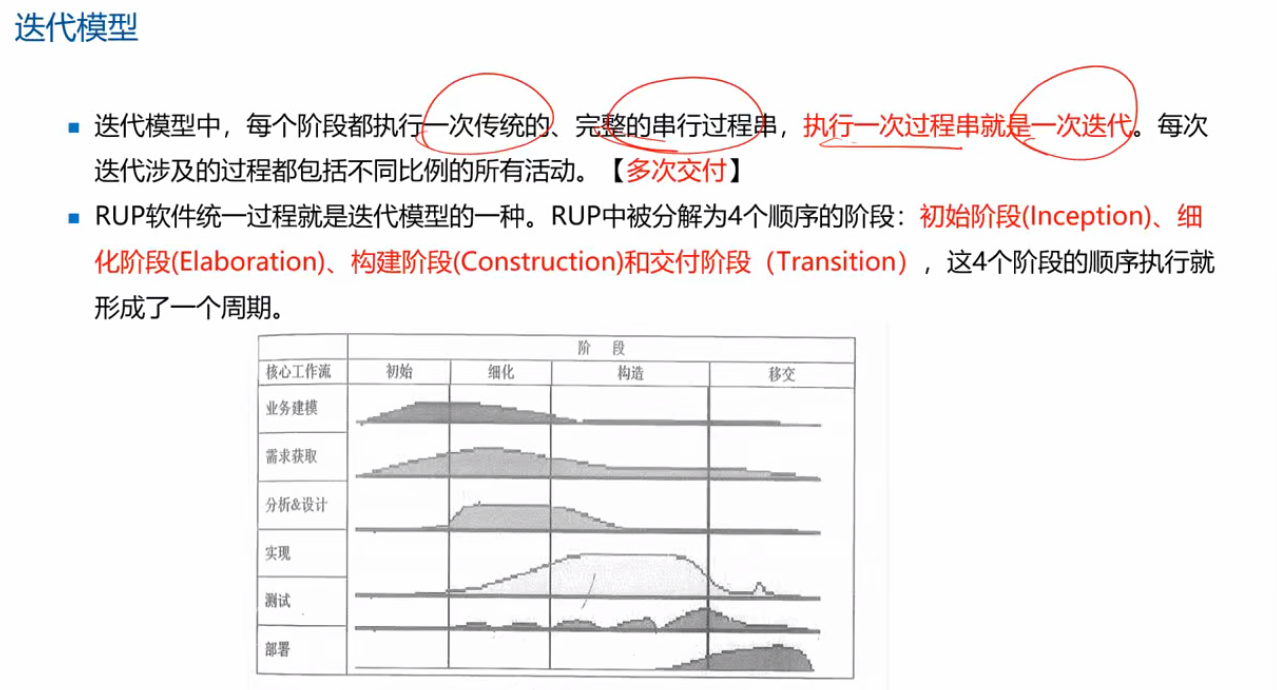 迭代模型
迭代模型中，每个阶段都执行一次传统的、完整的串行过程串，执行一次过程串就是一次迭代。每次
迭代涉及的过程都包括不同比例的所有活动。【多次交付】
RUP软件统一过程就是迭代模型的一种。RUP中被分解为4个顺序的阶段：初始阶段(Inception)、细
化阶段(Elaboration)、构建阶段(Construction)和交付阶段（Transition），这4个阶段的顺序执行就
形成了一个周期。
阶 段
核心工作流 初始 细化 构造 移交
业务建模
需求获取
分析&设计
实现
测试
部署